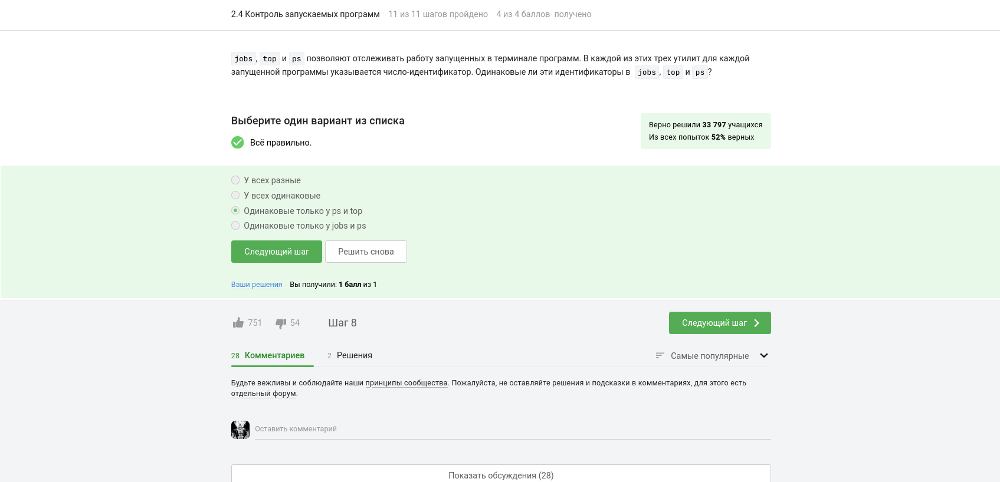 2.4 Контроль запускаемых программ 11 из 11 шагов пройдено 4 из 4 баллов получено
jobs, top и ps позволяют отслеживать работу запущенных в терминале программ. В каждой из этих трех утилит для каждой
запущенной программы указывается число-идентификатор. Одинаковые ли эти идентификаторы в jobs, top и ps?
Выберите один вариант из списка
Всё правильно.
Верно решили 33 797 учащихся
Из всех попыток 52% верных
У всех разные
У всех одинаковые
Одинаковые только у ps и top
Одинаковые только у jobs и ps
Следующий шаг Решить снова
Ваши решения Вы получили: 1 балл из 1
751 54 Шаг 8 Следующий шаг
28 Комментариев 2 Решения Самые популярные
Будьте вежливы и соблюдайте наши принципы сообщества. Пожалуйста, не оставляйте решения и подсказки в комментариях, для этого есть
отдельный форум.
Оставить комментарий
Показать обсуждения (28)